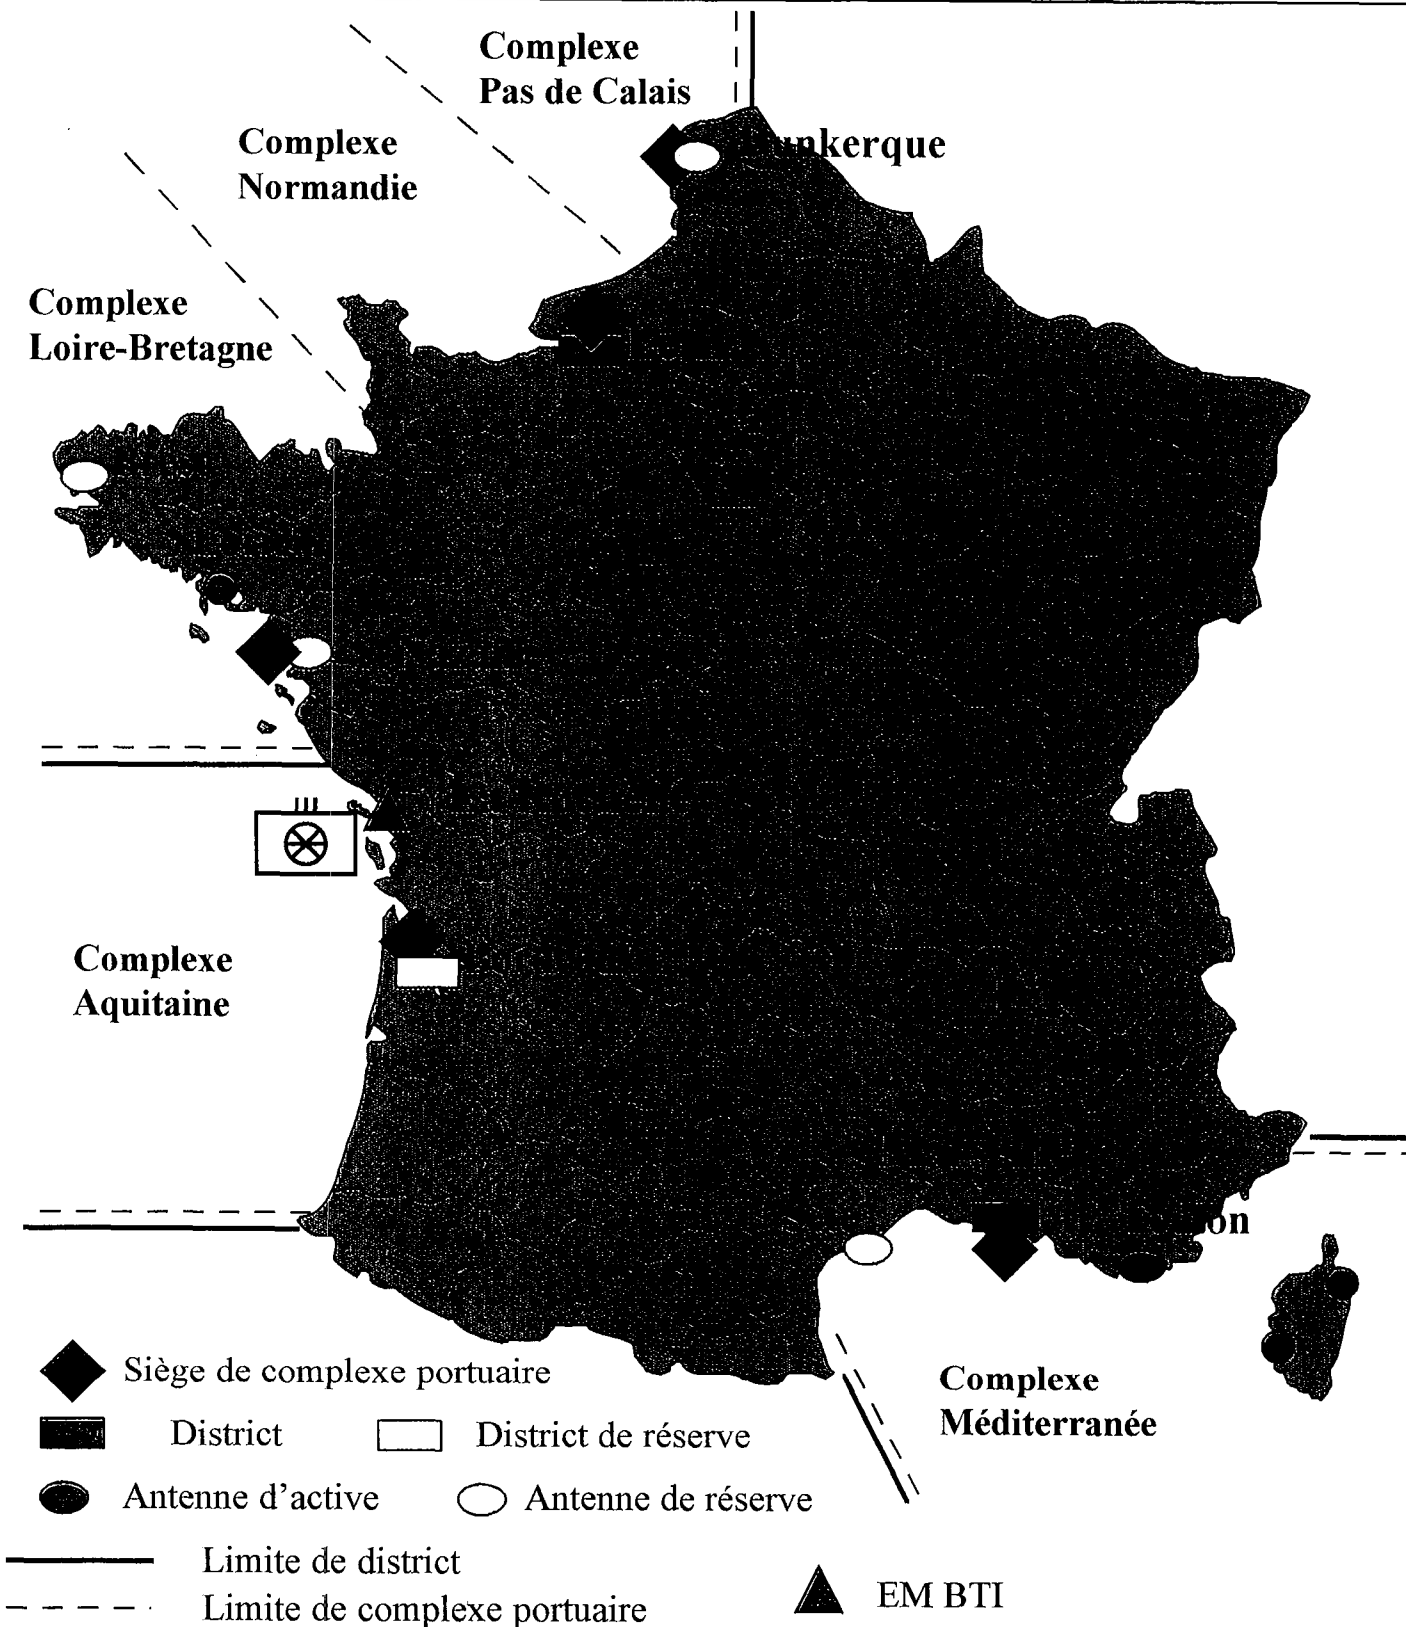 Complexe
Pas de Calais
Complexe
Normandie
nkerque
Complexe
Loire-Bretagne
Complexe
Aquitaine
on
Complexe
Méditerranée
Siège de complexe portuaire
District
District de réserve
Antenne d'active
Antenne de réserve
Limite de district
Limite de complexe portuaire
EM BTI